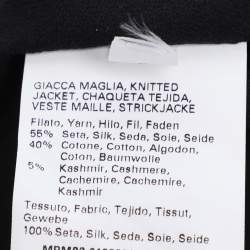 GIACCA MAGLIA, KNITTED
JACKET, CHAQUETA TEJIDA,
VESTE MAILLE, STRICKJACKE
Filato, Yarn, Hilo, Fil, Faden
55% Seta, Silk, Seda, Soie, Seide
40% Cotone, Cotton, Algodon,
Coton, Baumwolle
5% Kashmir, Cashmere,
Cachemire, Cachemire,
Kashmir
Tessuto, Fabric, Tejido, Tissut,
Gewebe
100% Seta, Silk, Seda, Soie, Seide